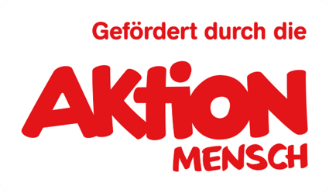 Gefördert durch die
AKtiON
MENSCH